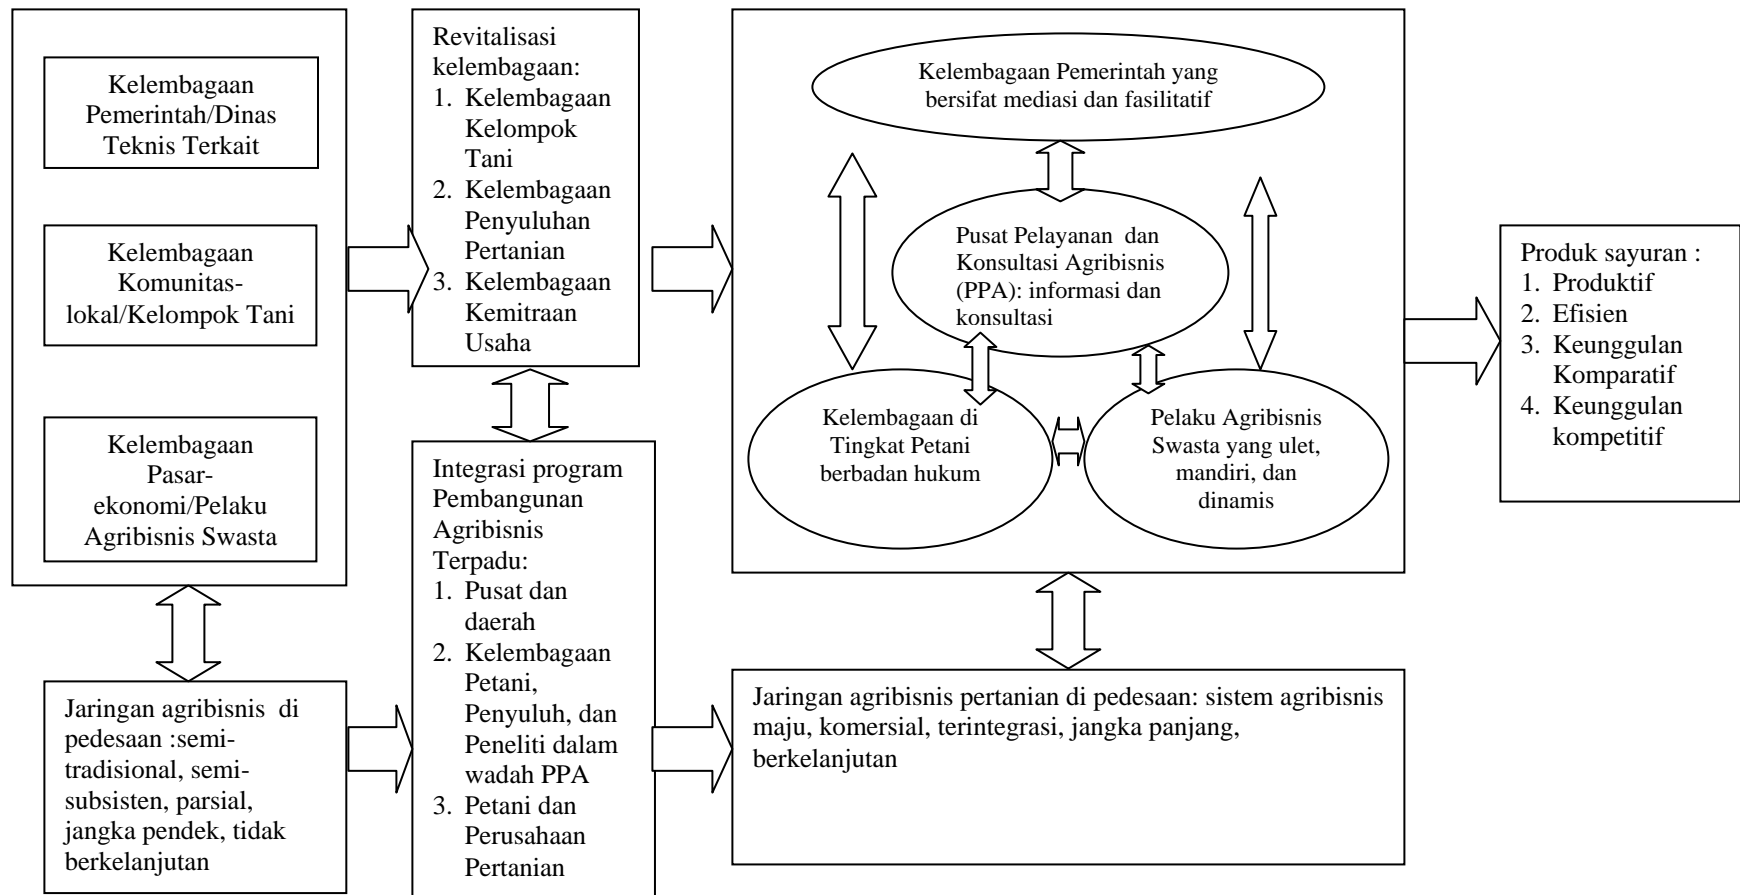 Kelembagaan
Pemerintah/Dinas
Teknis Terkait
Kelembagaan
Komunitas-
lokal/Kelompok Tani
Kelembagaan
Pasar-
ekonomi/Pelaku
Agribisnis Swasta
Jaringan agribisnis di
pedesaan :semi-
tradisional, semi-
subsisten, parsial,
jangka pendek, tidak
berkelanjutan
Revitalisasi
kelembagaan:
1. Kelembagaan
Kelompok
Tani
2. Kelembagaan
Penyuluhan
Pertanian
3. Kelembagaan
Kemitraan
Usaha
Integrasi program
Pembangunan
Agribisnis
Terpadu:
1. Pusat dan
daerah
2. Kelembagaan
Petani,
Penyuluh, dan
Peneliti dalam
wadah PPA
3. Petani dan
Perusahaan
Pertanian
Kelembagaan Pemerintah yang
bersifat mediasi dan fasilitatif
Pusat Pelayanan dan
Konsultasi Agribisnis
(PPA): informasi dan
konsultasi
Kelembagaan di
Tingkat Petani
berbadan hukum
Pelaku Agribisnis
Swasta yang ulet,
mandiri, dan
dinamis
Jaringan agribisnis pertanian di pedesaan: sistem agribisnis
maju, komersial, terintegrasi, jangka panjang,
berkelanjutan
Produk sayuran :
1. Produktif
2. Efisien
3. Keunggulan
Komparatif
4. Keunggulan
kompetitif